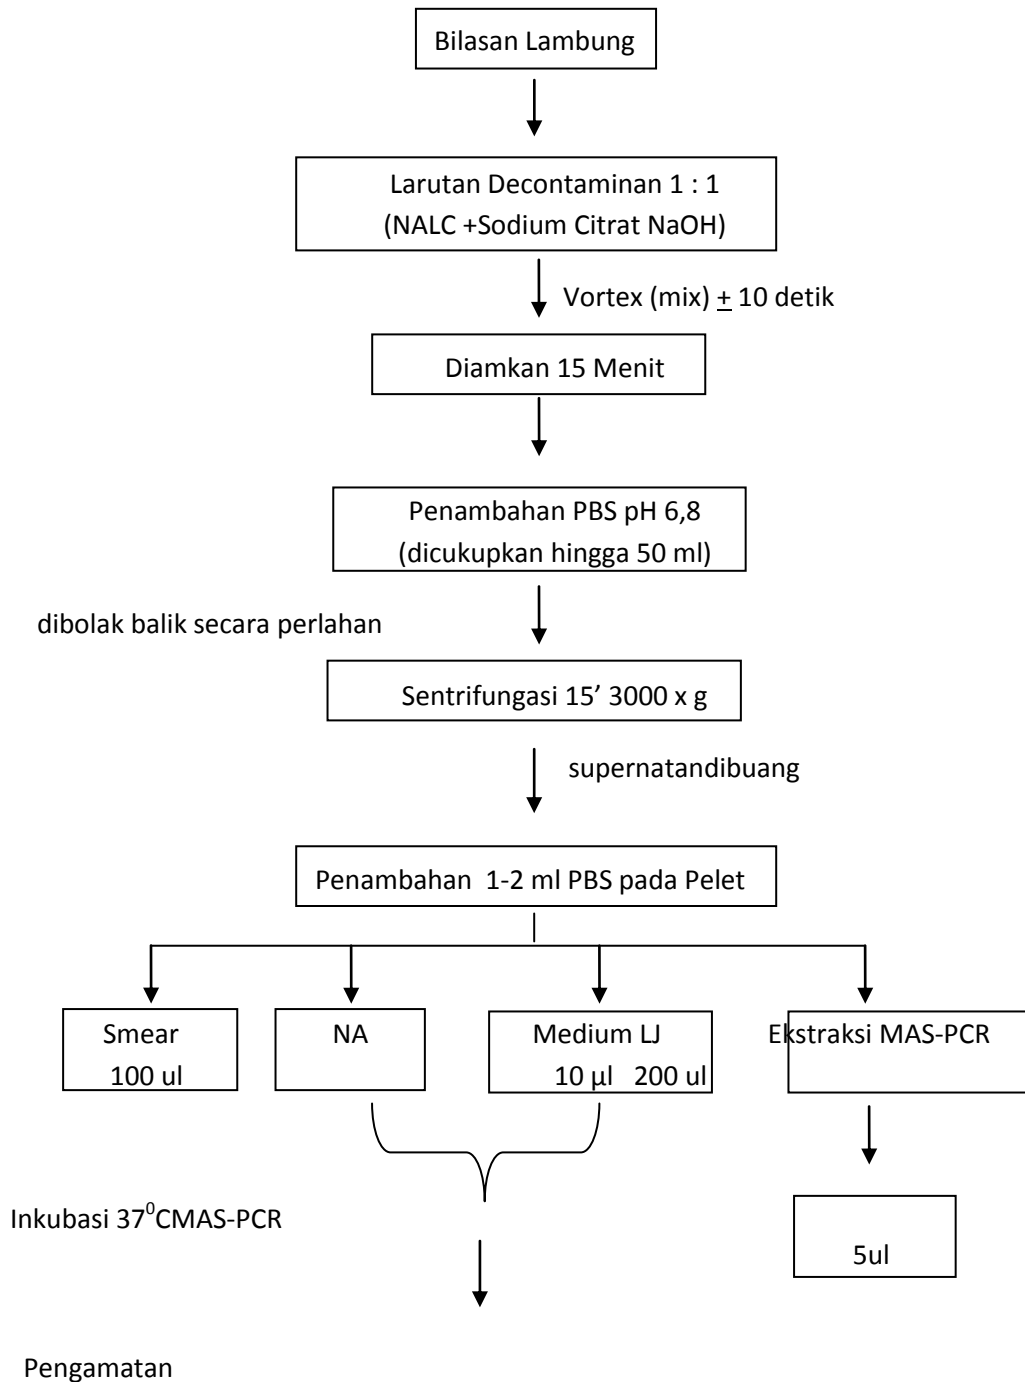 Bilasan Lambung
Larutan Decontaminan 1 : 1
(NALC +Sodium Citrat NaOH)
Vortex (mix) ± 10 detik
Diamkan 15 Menit
Penambahan PBS pH 6,8
(dicukupkan hingga 50 ml)
dibolak balik secara perlahan
Sentrifungasi 15’ 3000 x g
supernatandibuang
Penambahan 1-2 ml PBS pada Pelet
Smear
100 ul
NA
Medium LJ
10 µl 200 ul
Ekstraksi MAS-PCR
Inkubasi 37⁰CMAS-PCR
5ul
Pengamatan